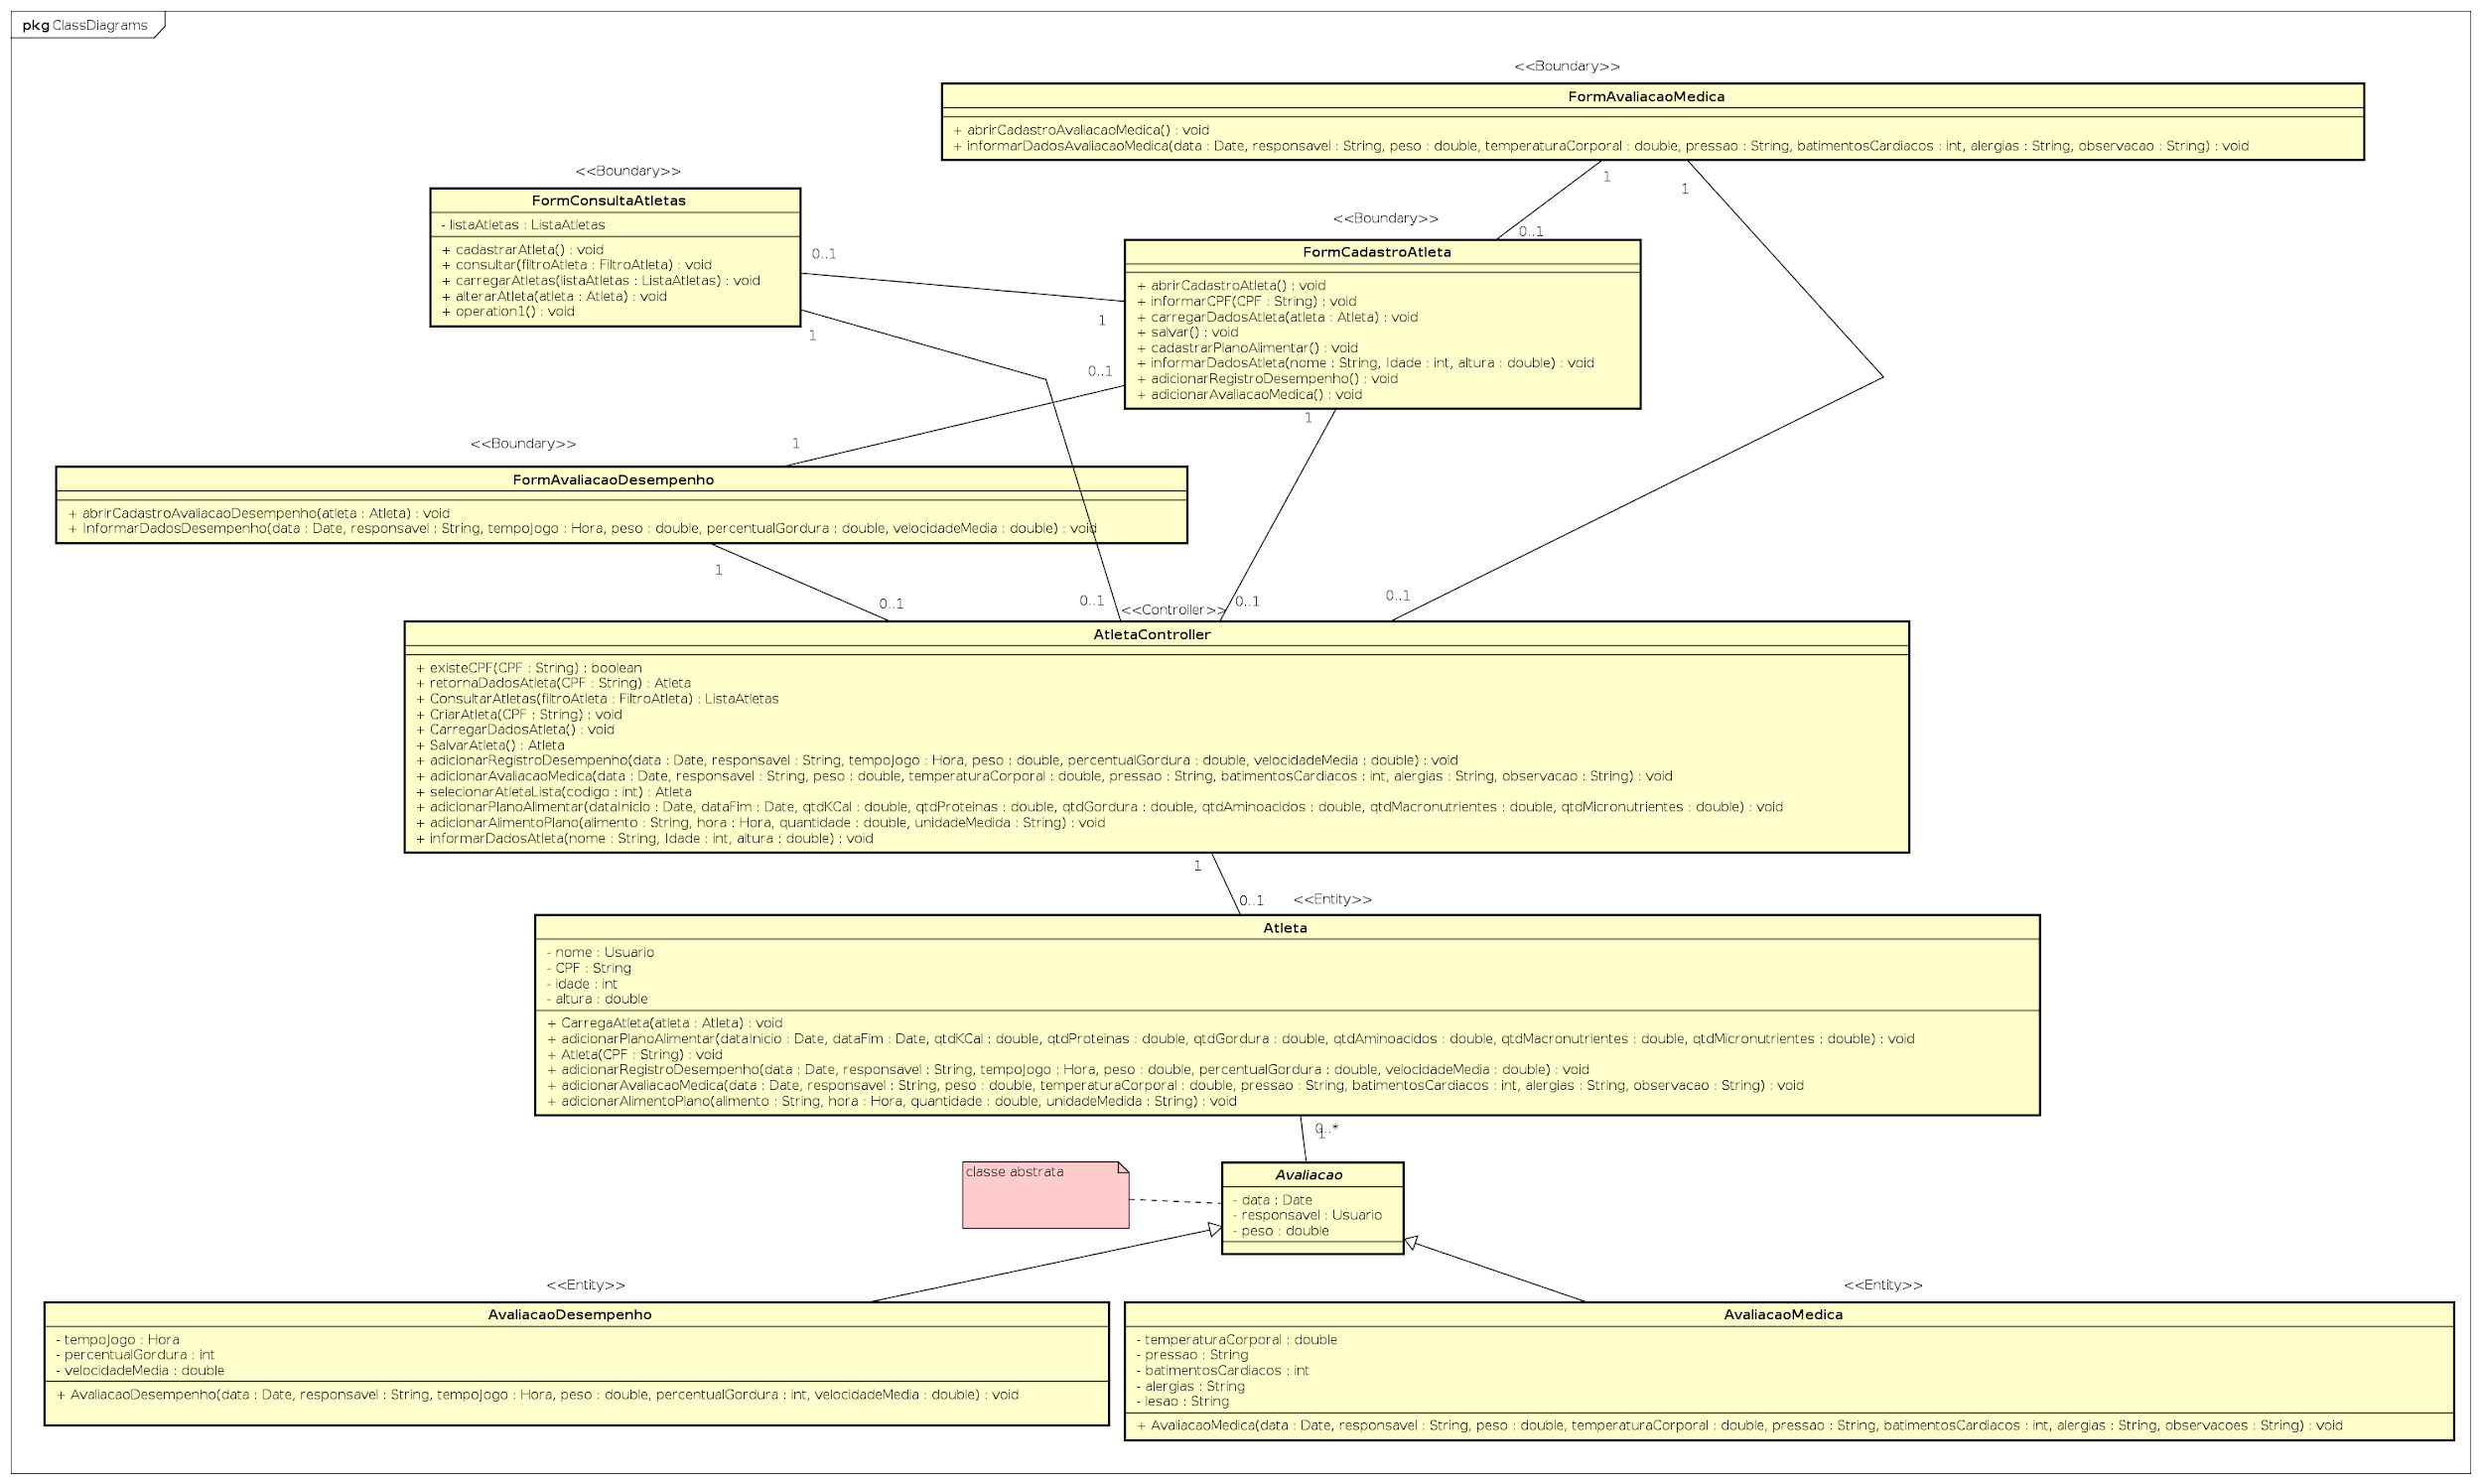 pkg ClassDiagrams
<<Boundary>>
FormAvaliacaoMedica
+ abrirCadastroAvaliacaoMedica() : void
+ informarDadosAvaliacaoMedica(data : Date, responsavel : String, peso : double, temperaturaCorporal : double, pressao : String, batimentosCardiacos : int, alergias : String, observacao : String) : void
1
1
<<Boundary>>
FormConsultaAtletas
- listaAtletas : ListaAtletas
+ cadastrarAtleta() : void
+ consultar(filtroAtleta : FiltroAtleta) : void
+ carregarAtletas(listaAtletas : ListaAtletas) : void
+ alterarAtleta(atleta : Atleta) : void
+ operation1() : void
0..1
1
1
<<Boundary>>
0..1
FormCadastroAtleta
+ abrirCadastroAtleta() : void
+ informarCPF(CPF : String) : void
+ carregarDadosAtleta(atleta : Atleta) : void
+ salvar() : void
+ cadastrarPlanoAlimentar() : void
+ informarDadosAtleta(nome : String, Idade : int, altura : double) : void
+ adicionarRegistroDesempenho() : void
+ adicionarAvaliacaoMedica() : void
0..1
1
1
<<Boundary>>
FormAvaliacaoDesempenho
+ abrirCadastroAvaliacaoDesempenho(atleta : Atleta) : void
+ InformarDadosDesempenho(data : Date, responsavel : String, tempoJogo : Hora, peso : double, percentualGordura : double, velocidadeMedia : double) : void
1
0..1
0..1
<<Controller>>
0..1
0..1
AtletaController
+ existeCPF(CPF : String) : boolean
+ retornaDadosAtleta(CPF : String) : Atleta
+ ConsultarAtletas(filtroAtleta : FiltroAtleta) : ListaAtletas
+ CriarAtleta(CPF : String) : void
+ CarregarDadosAtleta() : void
+ SalvarAtleta() : Atleta
+ adicionarRegistroDesempenho(data : Date, responsavel : String, tempoJogo : Hora, peso : double, percentualGordura : double, velocidadeMedia : double) : void
+ adicionarAvaliacaoMedica(data : Date, responsavel : String, peso : double, temperaturaCorporal : double, pressao : String, batimentosCardiacos : int, alergias : String, observacao : String) : void
+ selecionarAtletaLista(codigo : int) : Atleta
+ adicionarPlanoAlimentar(dataInicio : Date, dataFim : Date, qtdKCal : double, qtdProteinas : double, qtdGordura : double, qtdAminoacidos : double, qtdMacronutrientes : double, qtdMicronutrientes : double) : void
+ adicionarAlimentoPlano(alimento : String, hora : Hora, quantidade : double, unidadeMedida : String) : void
+ informarDadosAtleta(nome : String, Idade : int, altura : double) : void
1
0..1
<<Entity>>
Atleta
- nome : Usuario
- CPF : String
- idade : int
- altura : double
+ CarregaAtleta(atleta : Atleta) : void
+ adicionarPlanoAlimentar(dataInicio : Date, dataFim : Date, qtdKCal : double, qtdProteinas : double, qtdGordura : double, qtdAminoacidos : double, qtdMacronutrientes : double, qtdMicronutrientes : double) : void
+ Atleta(CPF : String) : void
+ adicionarRegistroDesempenho(data : Date, responsavel : String, tempoJogo : Hora, peso : double, percentualGordura : double, velocidadeMedia : double) : void
+ adicionarAvaliacaoMedica(data : Date, responsavel : String, peso : double, temperaturaCorporal : double, pressao : String, batimentosCardiacos : int, alergias : String, observacao : String) : void
+ adicionarAlimentoPlano(alimento : String, hora : Hora, quantidade : double, unidadeMedida : String) : void
0..*
1
classe abstrata
Avaliacao
- data : Date
- responsavel : Usuario
- peso : double
<<Entity>>
AvaliacaoDesempenho
- tempoJogo : Hora
- percentualGordura : int
- velocidadeMedia : double
+ AvaliacaoDesempenho(data : Date, responsavel : String, tempoJogo : Hora, peso : double, percentualGordura : int, velocidadeMedia : double) : void
<<Entity>>
AvaliacaoMedica
- temperaturaCorporal : double
- pressao : String
- batimentosCardiacos : int
- alergias : String
- lesao : String
+ AvaliacaoMedica(data : Date, responsavel : String, peso : double, temperaturaCorporal : double, pressao : String, batimentosCardiacos : int, alergias : String, observacoes : String) : void